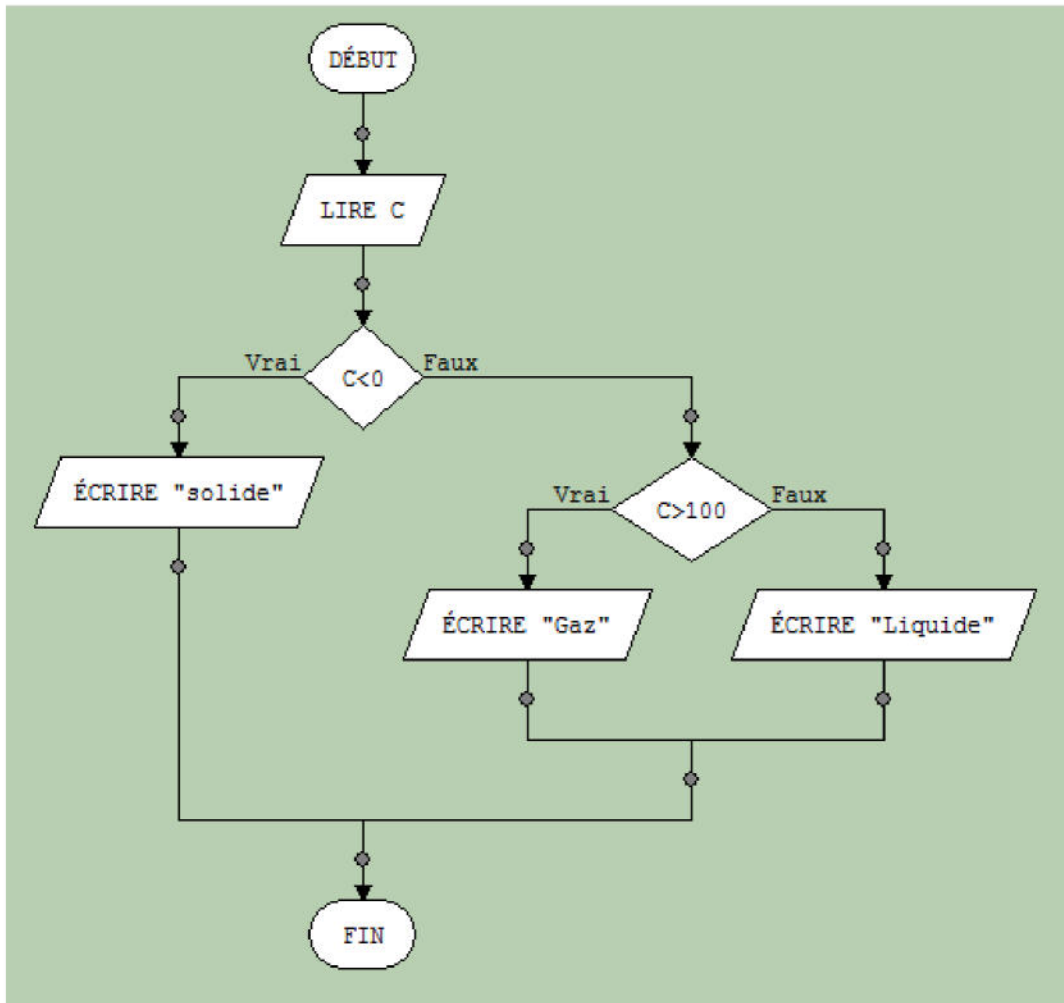 DÉBUT
LIRE C
Vrai
C<0
Faux
ÉCRIRE "solide"
Vrai
C>100
Faux
ÉCRIRE "Gaz"
ÉCRIRE "Liquide"
FIN